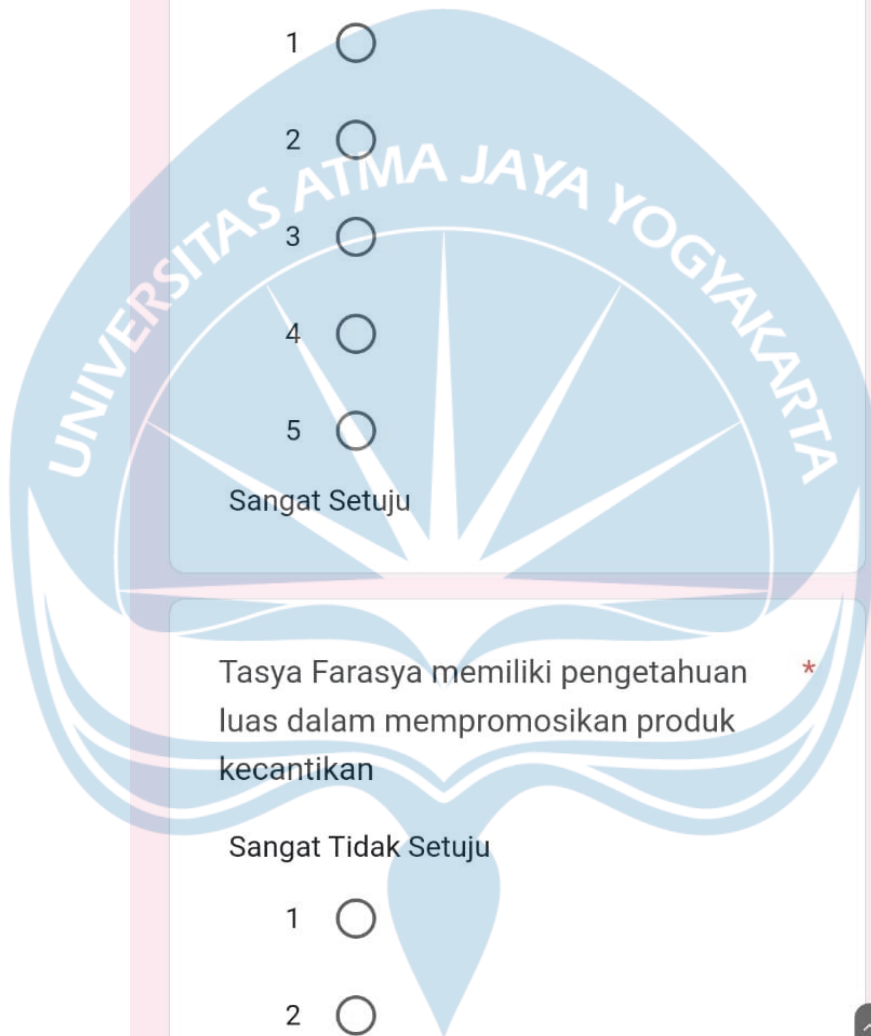 1
2
UNIVERSITAS ATMA JAYA YOGYAKARTA
3
4
5
Sangat Setuju
Tasya Farasya memiliki pengetahuan *
luas dalam mempromosikan produk
kecantikan
Sangat Tidak Setuju
1
2